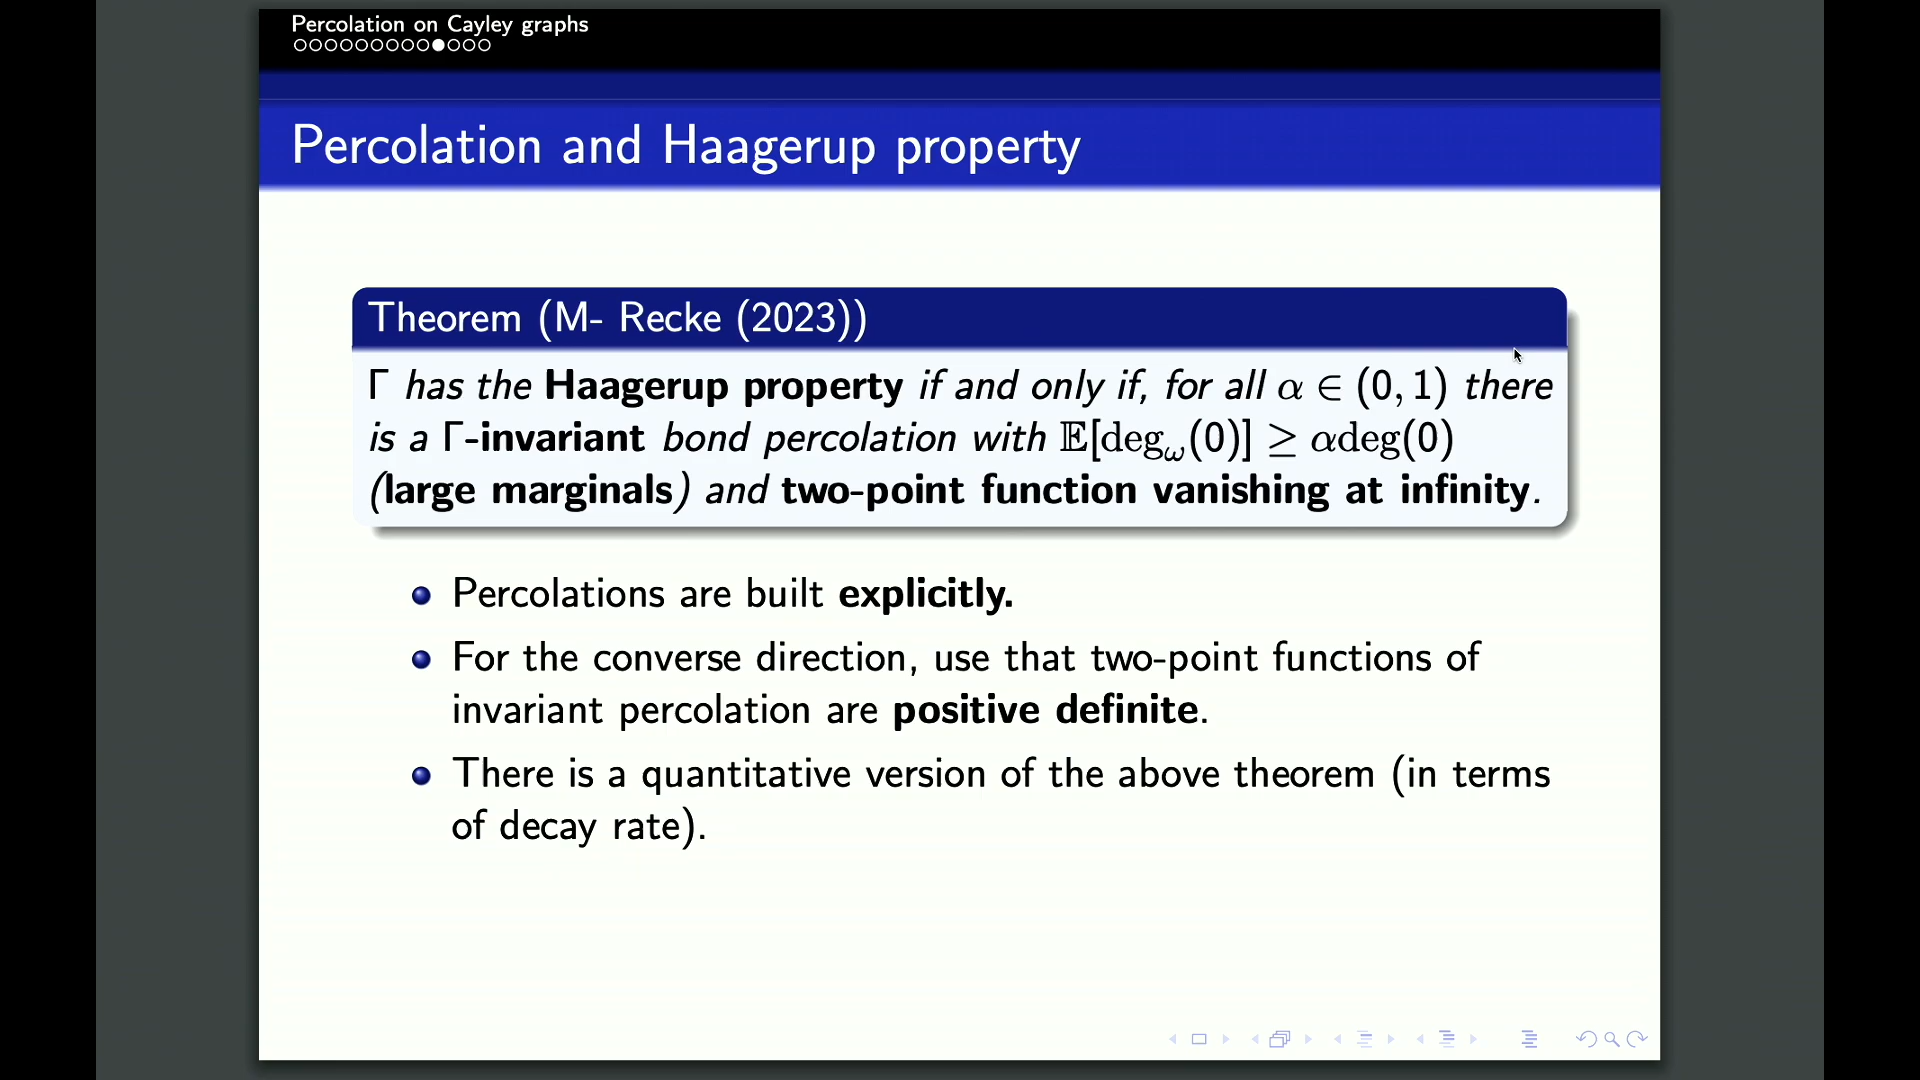 Percolation on Cayley graphs
Percolation and Haagerup property
Theorem (M- Recke (2023))
Γ has the Haagerup property if and only if, for all α ∈ (0, 1) there
is a Γ-invariant bond percolation with 𝔼[deg_ω(0)] ≥ αdeg(0)
(large marginals) and two-point function vanishing at infinity.
Percolations are built explicitly.
For the converse direction, use that two-point functions of
invariant percolation are positive definite.
There is a quantitative version of the above theorem (in terms
of decay rate).